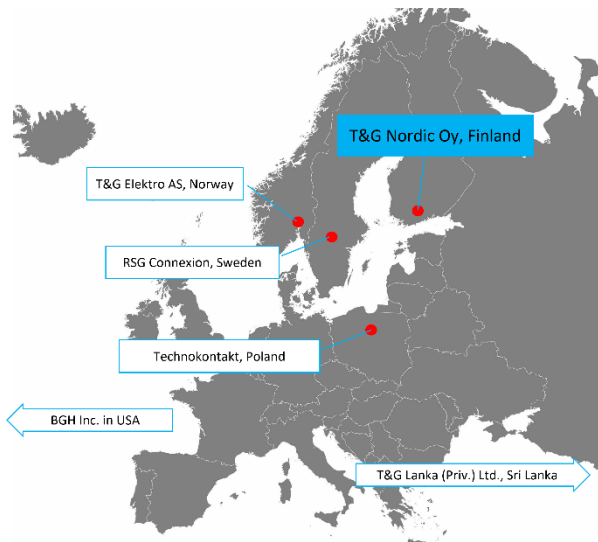 T&G Nordic Oy, Finland
T&G Elektro AS, Norway
RSG Connexion, Sweden
Technokontakt, Poland
BGH Inc. in USA
T&G Lanka (Priv.) Ltd., Sri Lanka